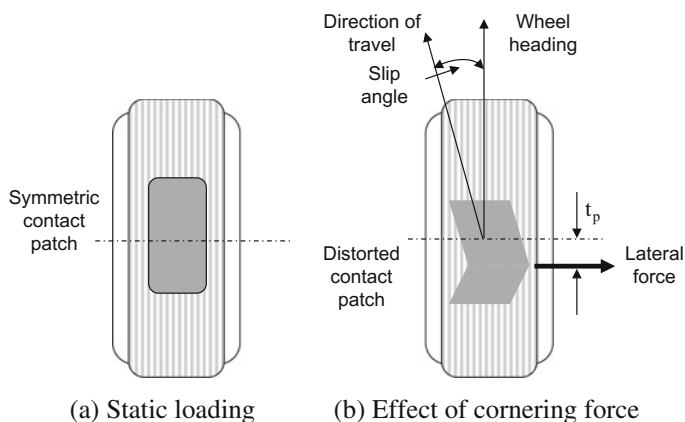 Direction of
travel
Wheel
heading
Slip
angle
Symmetric
contact
patch
t_p
Distorted
contact
patch
Lateral
force
(a) Static loading
(b) Effect of cornering force